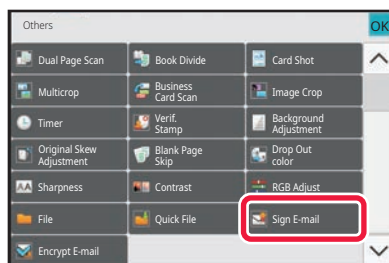 Others
OK
Dual Page Scan
Book Divide
Card Shot
Multicrop
Business
Card Scan
Image Crop
Timer
Verif.
Stamp
Background
Adjustment
Original Skew
Adjustment
Blank Page
Skip
Drop Out
color
Sharpness
Contrast
RGB Adjust
File
Quick File
Sign E-mail
Encrypt E-mail